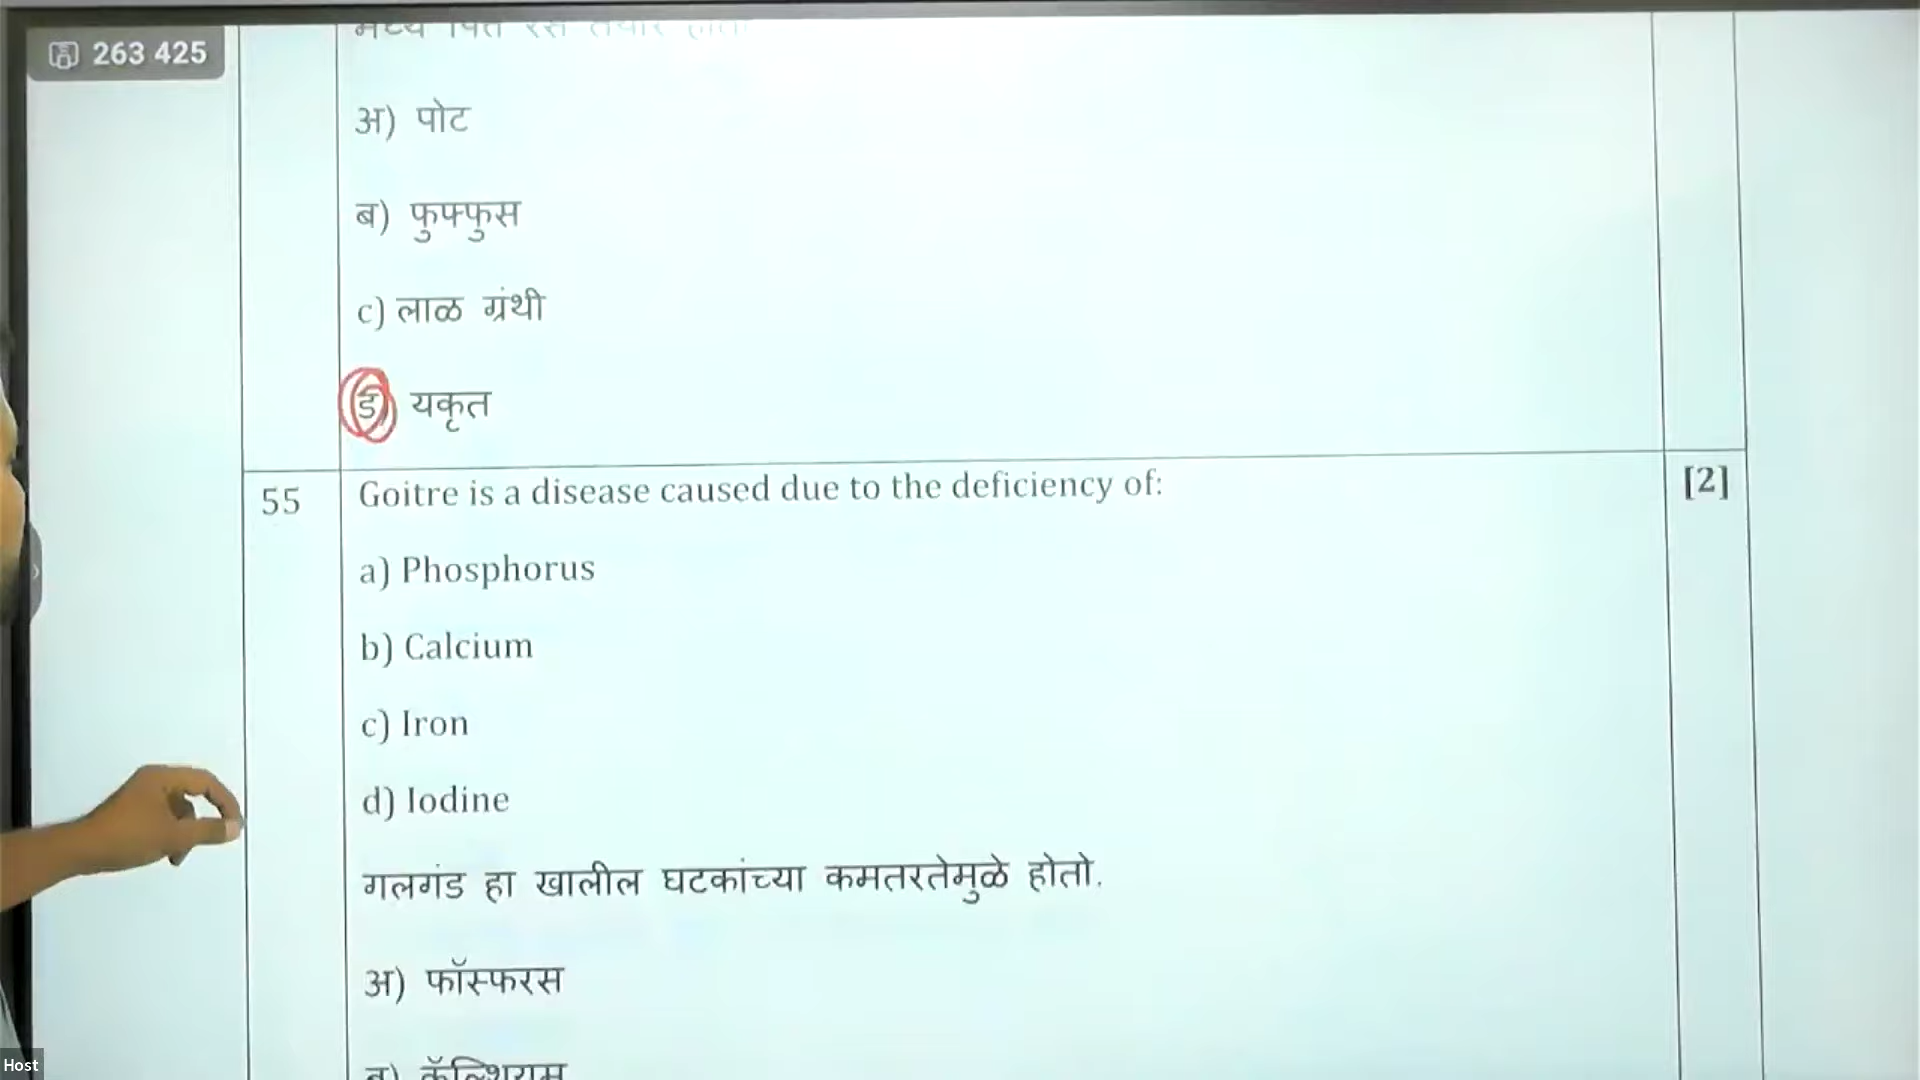 263 425
अ) पोट
ब) फुफ्फुस
c) लाळ ग्रंथी
ड) यकृत
55 Goitre is a disease caused due to the deficiency of: [2]
a) Phosphorus
b) Calcium
c) Iron
d) Iodine
गलगंड हा खालील घटकांच्या कमतरतेमुळे होतो.
अ) फॉस्फरस
ब) कॅल्शियम
Host